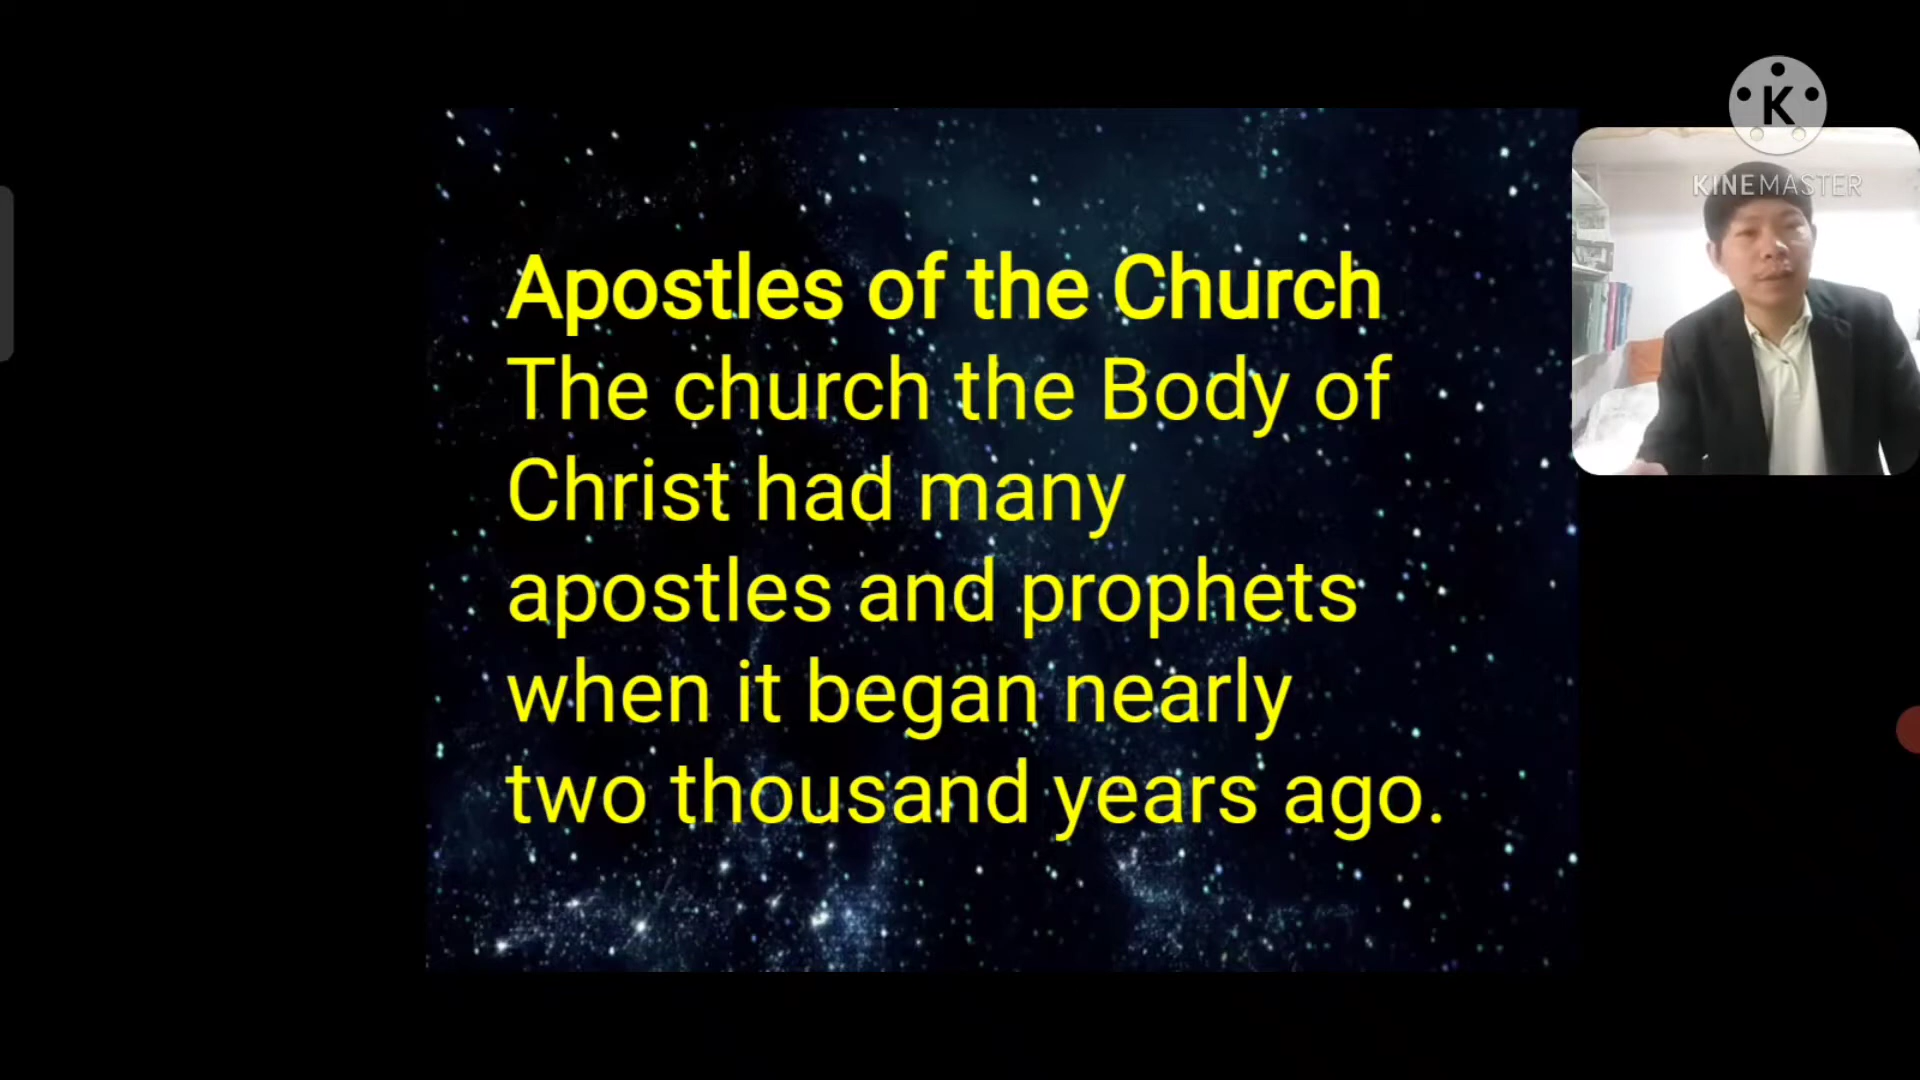 K
KINEMASTER
Apostles of the Church
The church the Body of
Christ had many
apostles and prophets
when it began nearly
two thousand years ago.